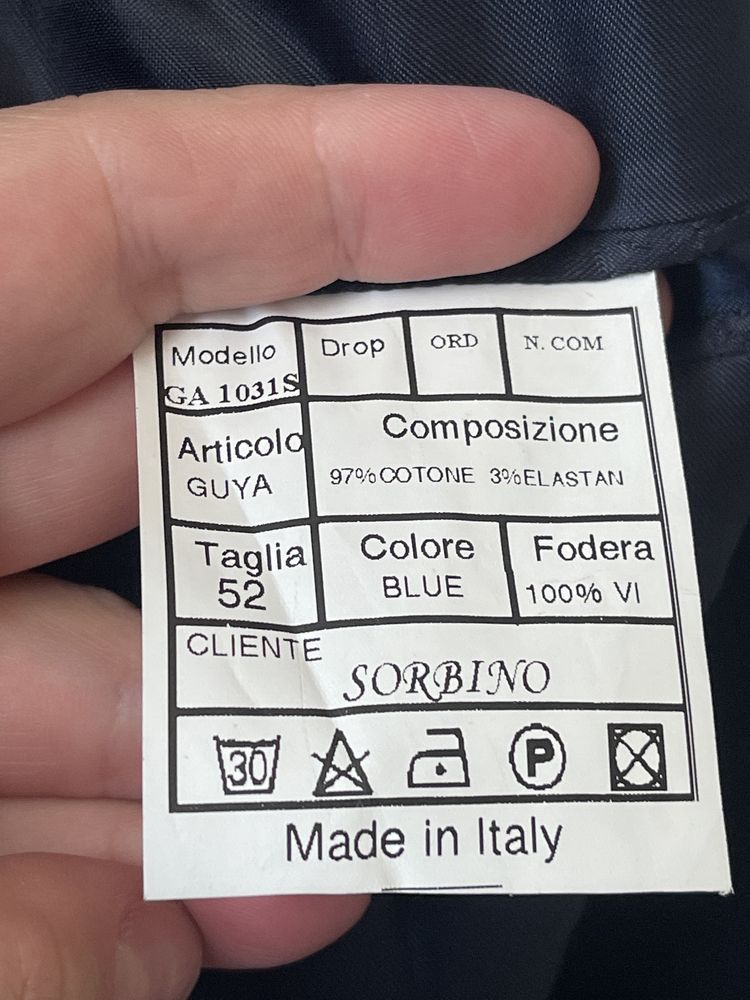 Modello
GA 1031S
Drop
ORD
N. COM
Articolo
GUYA
Composizione
97%COTONE 3%ELASTAN
Taglia
52
Colore
BLUE
Fodera
100% VI
CLIENTE
SORBINO
30
P
Made in Italy